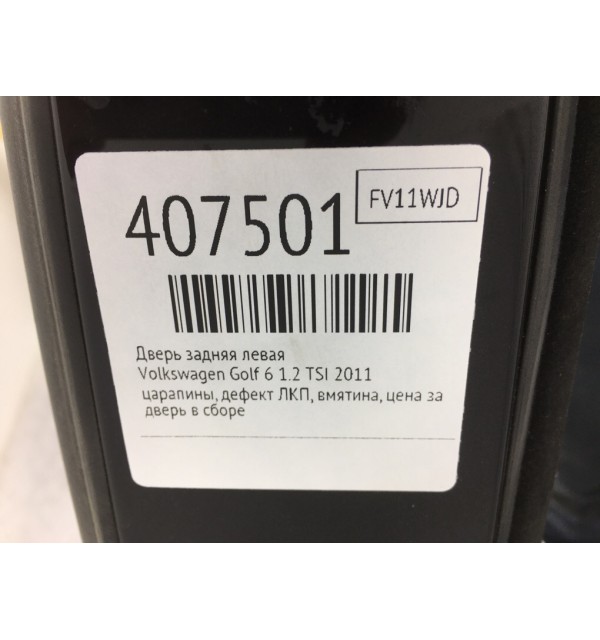 407501
FV11WJD
Дверь задняя левая
Volkswagen Golf 6 1.2 TSI 2011
царапины, дефект ЛКП, вмятина, цена за
дверь в сборе